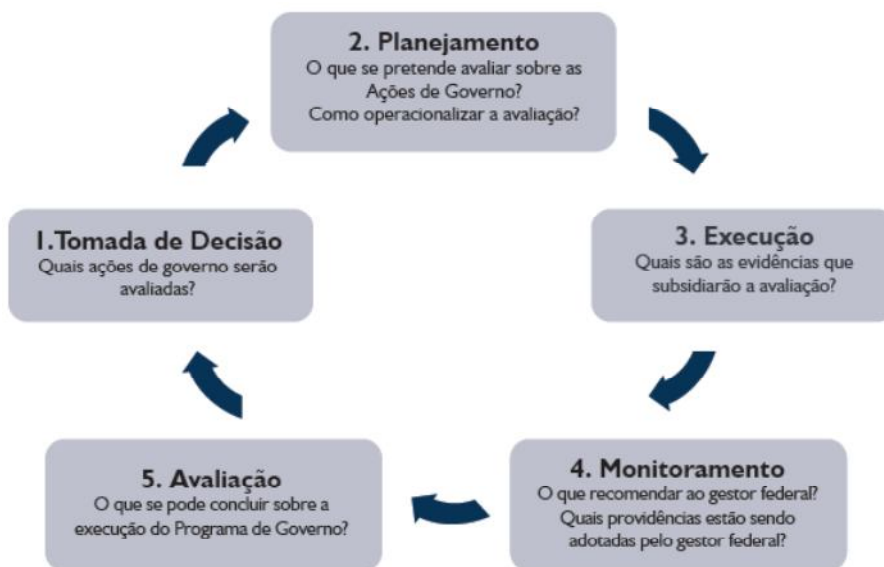 2. Planejamento
O que se pretende avaliar sobre as
Ações de Governo?
Como operacionalizar a avaliação?
1.Tomada de Decisão
Quais ações de governo serão
avaliadas?
3. Execução
Quais são as evidências que
subsidiarão a avaliação?
4. Monitoramento
O que recomendar ao gestor federal?
Quais providências estão sendo
adotadas pelo gestor federal?
5. Avaliação
O que se pode concluir sobre a
execução do Programa de Governo?